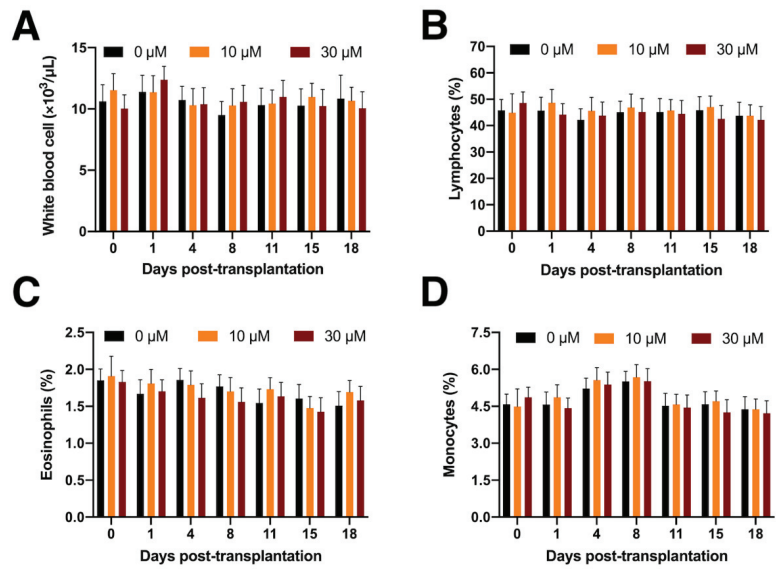 A
0 µM 10 µM 30 µM
White blood cell (×10³/µL)
15
10
5
0
0 1 4 8 11 15 18
Days post-transplantation
B
0 µM 10 µM 30 µM
Lymphocytes (%)
70
60
50
40
30
20
10
0
0 1 4 8 11 15 18
Days post-transplantation
C
0 µM 10 µM 30 µM
Eosinophils (%)
2.5
2.0
1.5
1.0
0.5
0.0
0 1 4 8 11 15 18
Days post-transplantation
D
0 µM 10 µM 30 µM
Monocytes (%)
7.5
6.0
4.5
3.0
1.5
0.0
0 1 4 8 11 15 18
Days post-transplantation